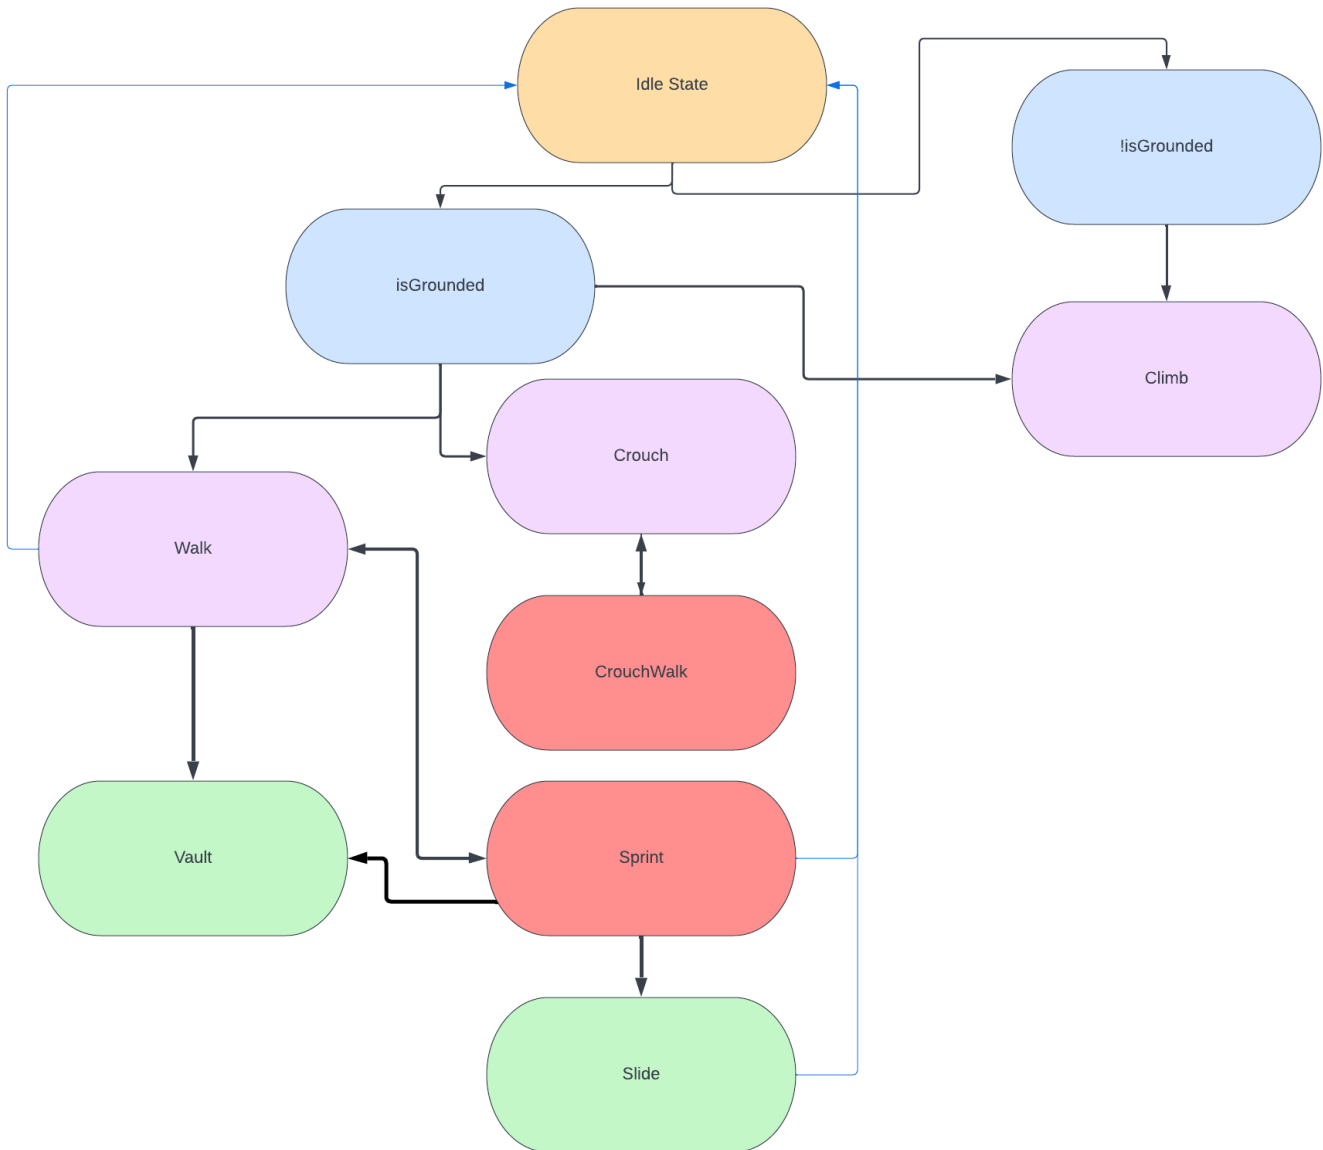 Idle State
!isGrounded
isGrounded
Climb
Crouch
Walk
CrouchWalk
Vault
Sprint
Slide